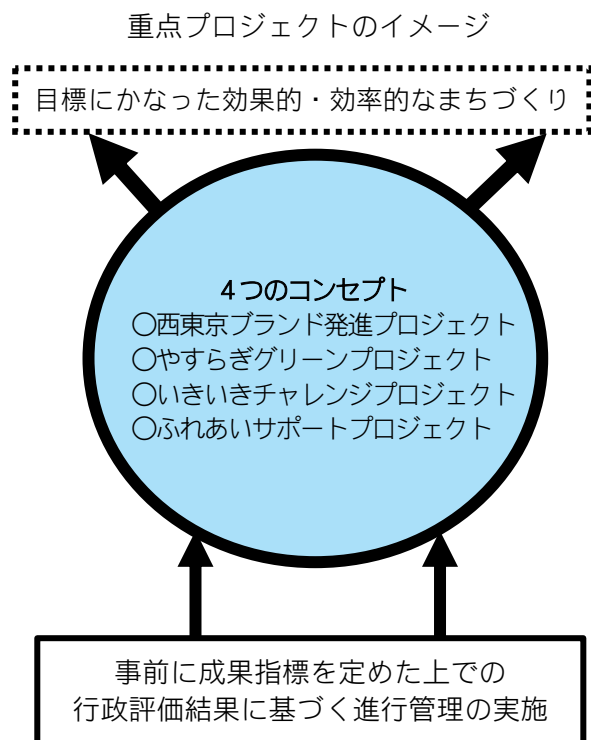 重点プロジェクトのイメージ
目標にかなった効果的・効率的なまちづくり
4つのコンセプト
○西東京ブランド発進プロジェクト
○やすらぎグリーンプロジェクト
○いきいきチャレンジプロジェクト
○ふれあいサポートプロジェクト
事前に成果指標を定めた上での
行政評価結果に基づく進行管理の実施